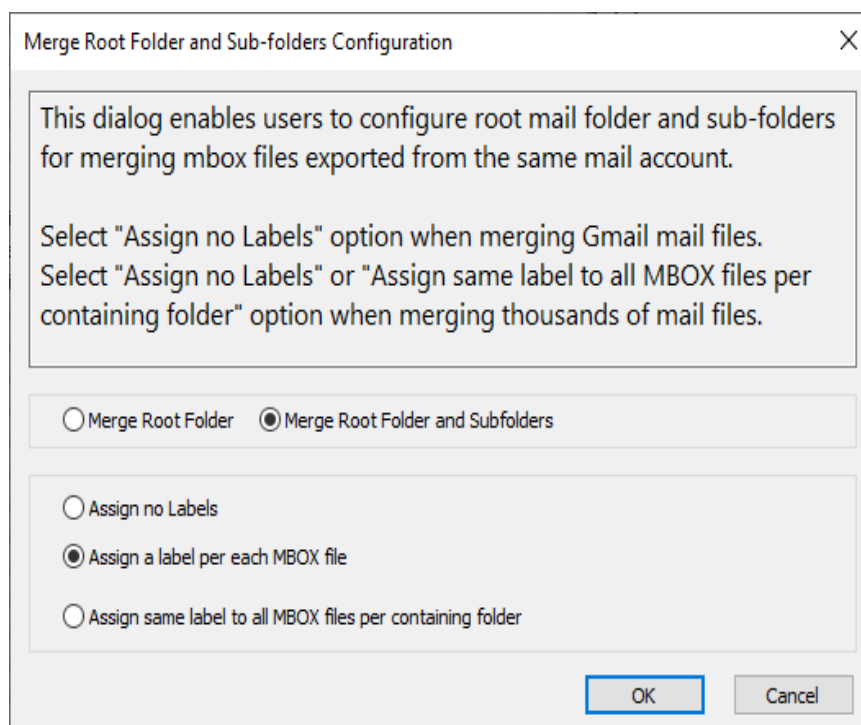 Merge Root Folder and Sub-folders Configuration
This dialog enables users to configure root mail folder and sub-folders
for merging mbox files exported from the same mail account.
Select "Assign no Labels" option when merging Gmail mail files.
Select "Assign no Labels" or "Assign same label to all MBOX files per
containing folder" option when merging thousands of mail files.
Merge Root Folder Merge Root Folder and Subfolders
Assign no Labels
Assign a label per each MBOX file
Assign same label to all MBOX files per containing folder
OK Cancel